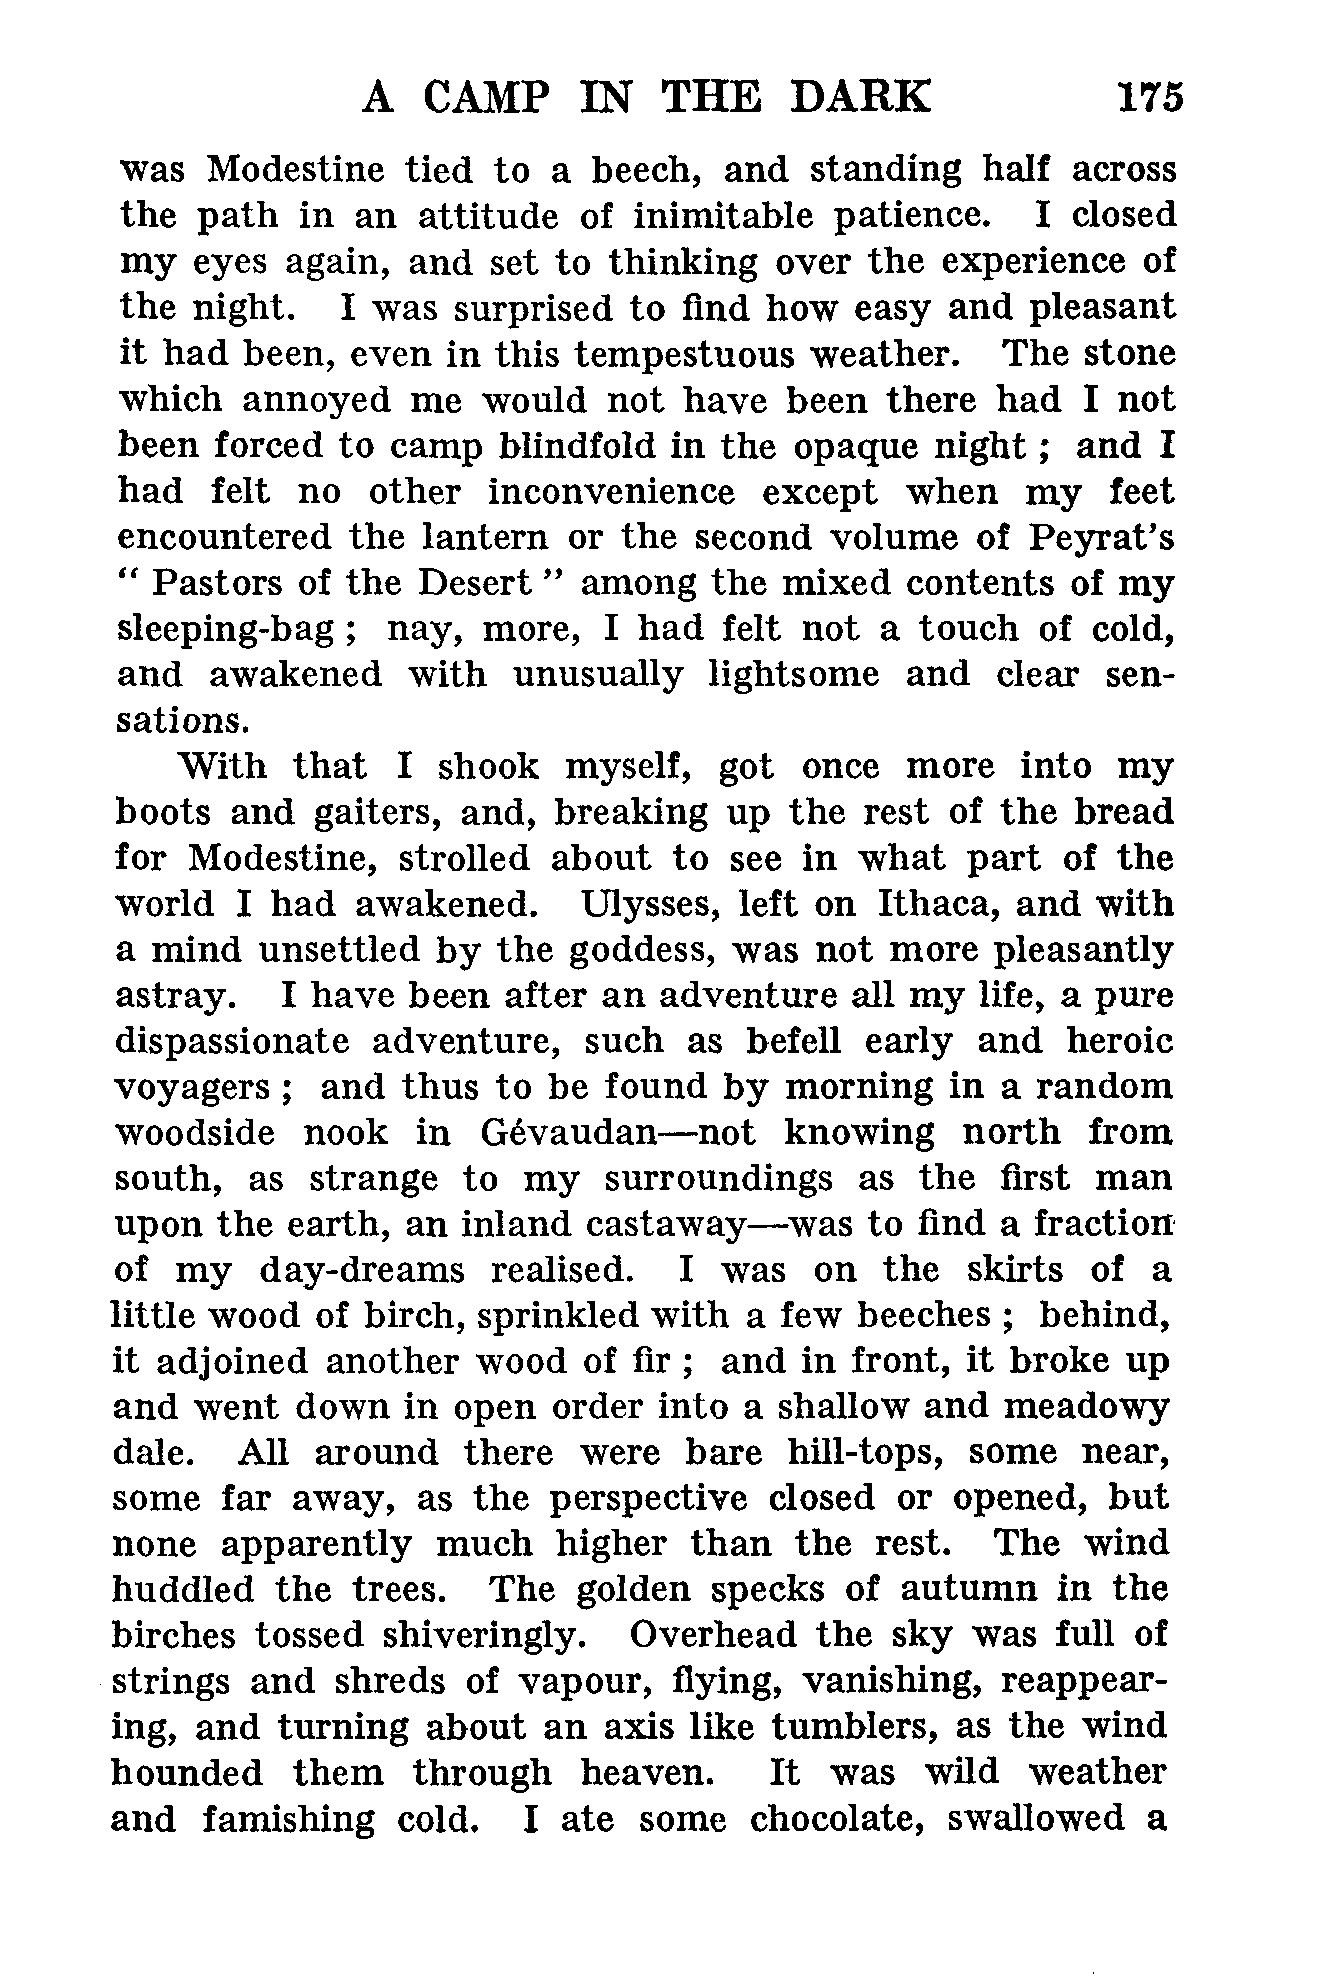 A CAMP IN THE DARK 175
was Modestine tied to a beech, and standing half across
the path in an attitude of inimitable patience. I closed
my eyes again, and set to thinking over the experience of
the night. I was surprised to find how easy and pleasant
it had been, even in this tempestuous weather. The stone
which annoyed me would not have been there had I not
been forced to camp blindfold in the opaque night ; and I
had felt no other inconvenience except when my feet
encountered the lantern or the second volume of Peyrat's
“ Pastors of the Desert ” among the mixed contents of my
sleeping-bag ; nay, more, I had felt not a touch of cold,
and awakened with unusually lightsome and clear sen-
sations.
With that I shook myself, got once more into my
boots and gaiters, and, breaking up the rest of the bread
for Modestine, strolled about to see in what part of the
world I had awakened. Ulysses, left on Ithaca, and with
a mind unsettled by the goddess, was not more pleasantly
astray. I have been after an adventure all my life, a pure
dispassionate adventure, such as befell early and heroic
voyagers ; and thus to be found by morning in a random
woodside nook in Gévaudan—not knowing north from
south, as strange to my surroundings as the first man
upon the earth, an inland castaway—was to find a fraction
of my day-dreams realised. I was on the skirts of a
little wood of birch, sprinkled with a few beeches ; behind,
it adjoined another wood of fir ; and in front, it broke up
and went down in open order into a shallow and meadowy
dale. All around there were bare hill-tops, some near,
some far away, as the perspective closed or opened, but
none apparently much higher than the rest. The wind
huddled the trees. The golden specks of autumn in the
birches tossed shiveringly. Overhead the sky was full of
strings and shreds of vapour, flying, vanishing, reappear-
ing, and turning about an axis like tumblers, as the wind
hounded them through heaven. It was wild weather
and famishing cold. I ate some chocolate, swallowed a